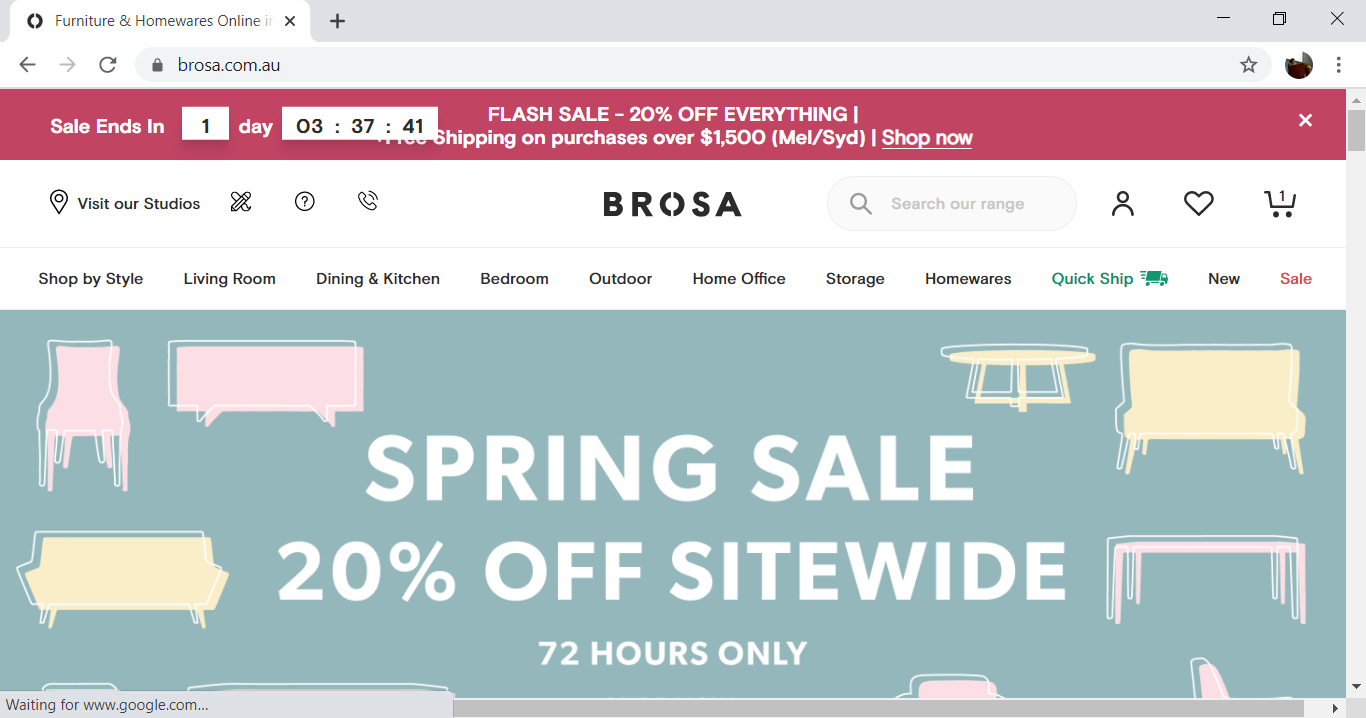 Furniture & Homewares Online in
brosa.com.au
Sale Ends In 1 day 03 : 37 : 41
FLASH SALE - 20% OFF EVERYTHING |
Shipping on purchases over $1,500 (Mel/Syd) | Shop now
Visit our Studios
BROSA
Search our range
1
Shop by Style Living Room Dining & Kitchen Bedroom Outdoor Home Office Storage Homewares Quick Ship New Sale
SPRING SALE
20% OFF SITEWIDE
72 HOURS ONLY
Waiting for www.google.com...